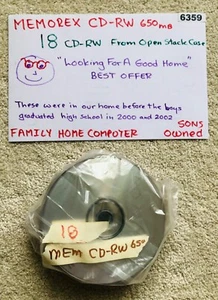 6359
MEMOREX CD-RW 650MB
18 CD-RW From Open Stack Case
"Looking For A Good Home"
BEST OFFER
These were in our home before the boys
graduated high school in 2000 and 2002
SONS
FAMILY HOME COMPUTER owned
18
MEM CD-RW 650